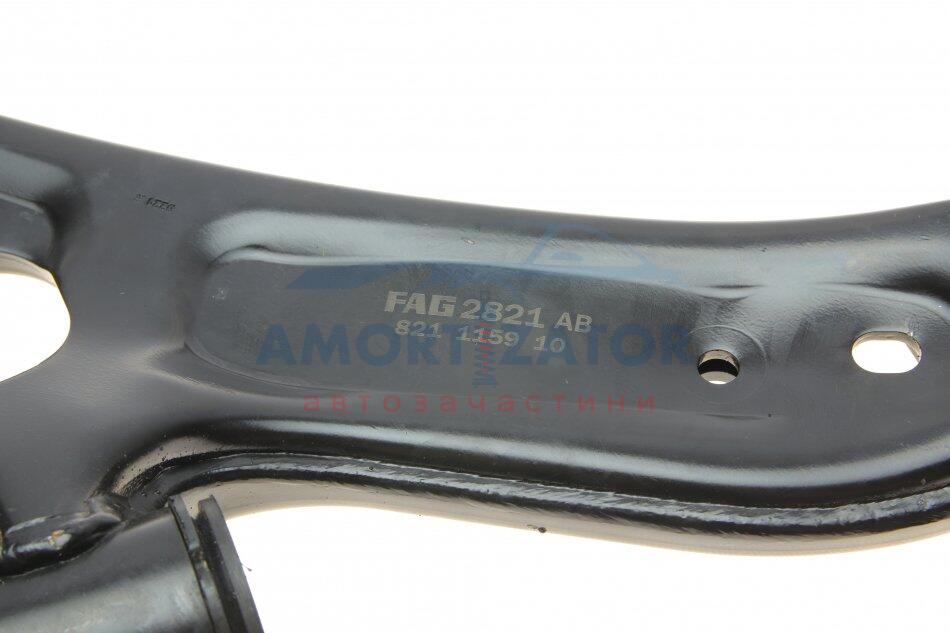 FAG 2821 AB
821 1159 10
AMORTIZATOR
автозапчастини